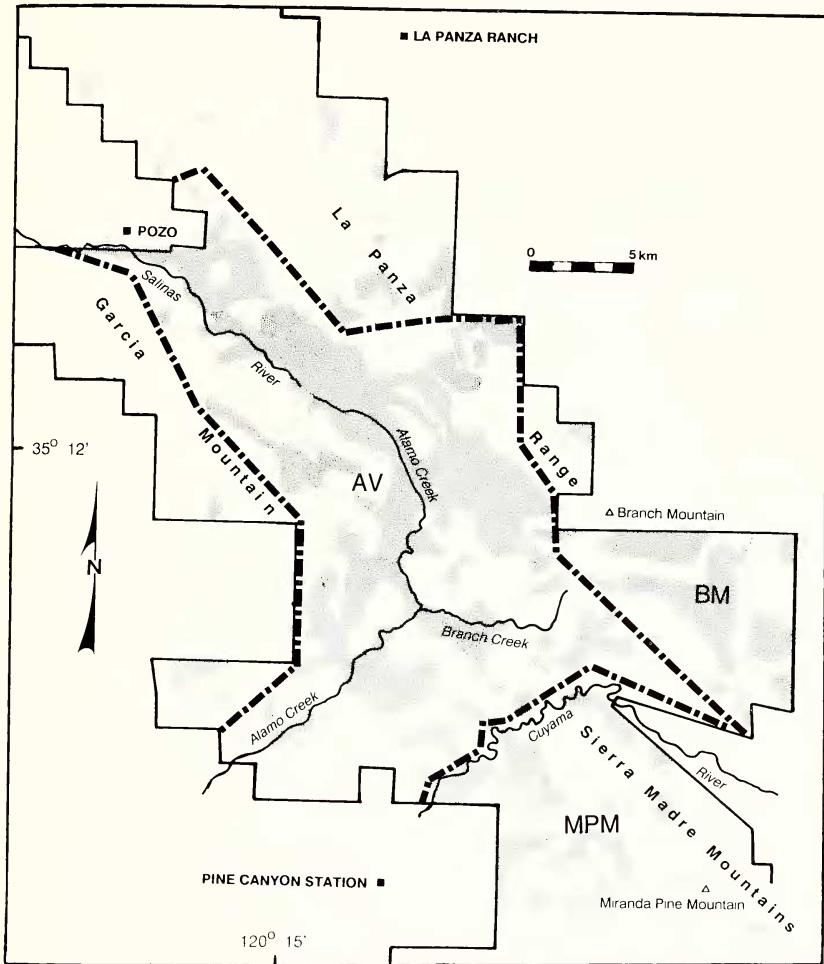 LA PANZA RANCH
La Panza
POZO
0 5 km
Salinas
River
Garcia
Mountain
35° 12'
Alamo Creek
Range
AV
Branch Mountain
N
BM
Branch Creek
Alamo Creek
Cuyama
River
Sierra Madre Mountains
MPM
PINE CANYON STATION
Miranda Pine Mountain
120° 15'